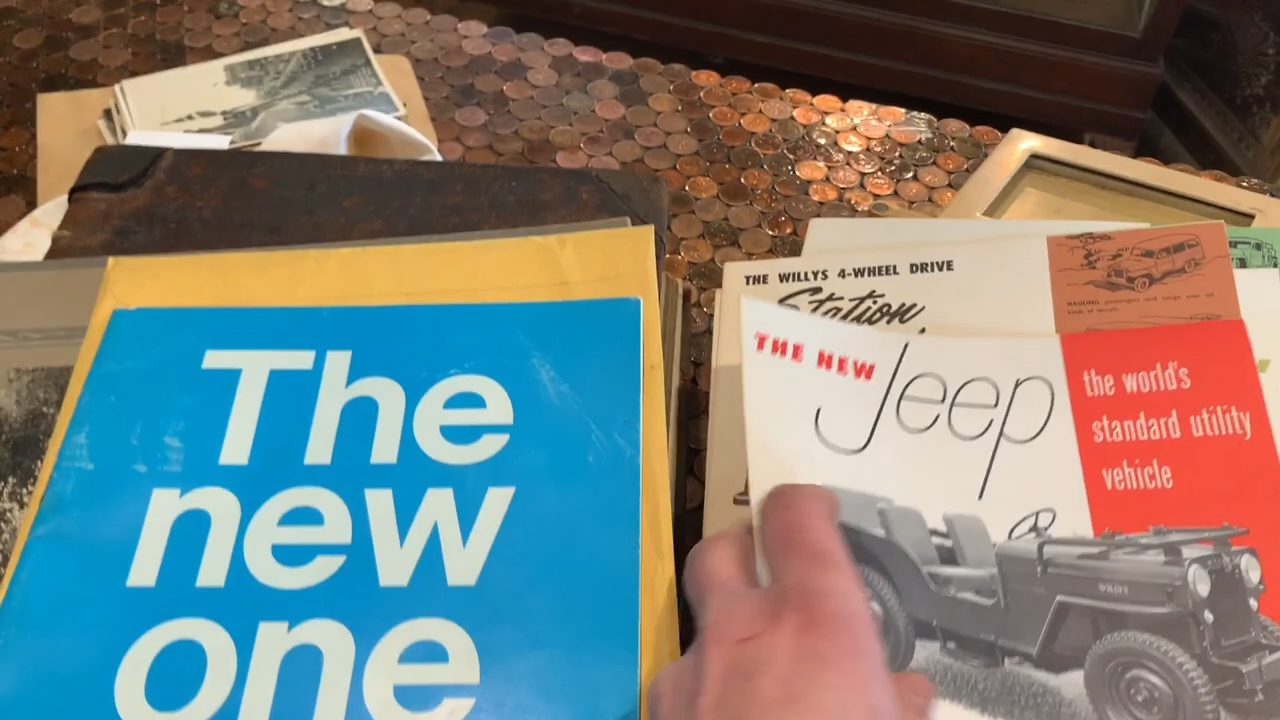 The
new
one
THE WILLYS 4-WHEEL DRIVE
Station
HAULING passengers and cargo over all
kinds of terrain.
THE NEW Jeep
the world's
standard utility
vehicle
WILLYS